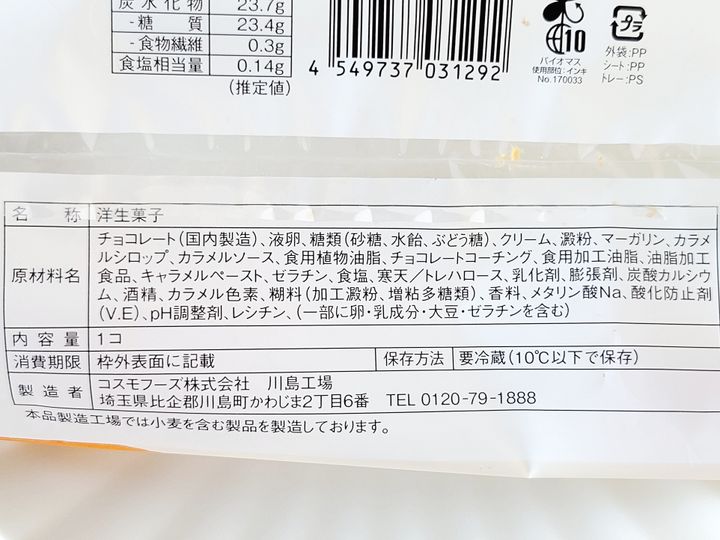 炭水化物 23.7g
-糖質 23.4g
-食物繊維 0.3g
食塩相当量 0.14g
(推定値)
4 549737 031292
10
バイオマス
使用部位:インキ
No.170033
プラ
外袋:PP
シート:PP
トレー:PS
名称 洋生菓子
原材料名 チョコレート(国内製造)、液卵、糖類(砂糖、水飴、ぶどう糖)、クリーム、澱粉、マーガリン、カラメ
ルシロップ、カラメルソース、食用植物油脂、チョコレートコーチング、食用加工油脂、油脂加工
食品、キャラメルペースト、ゼラチン、食塩、寒天／トレハロース、乳化剤、膨張剤、炭酸カルシウ
ム、酒精、カラメル色素、糊料(加工澱粉、増粘多糖類)、香料、メタリン酸Na、酸化防止剤
(V.E)、pH調整剤、レシチン、(一部に卵・乳成分・大豆・ゼラチンを含む)
内容量 1コ
消費期限 枠外表面に記載 保存方法 要冷蔵(10℃以下で保存)
製造者 コスモフーズ株式会社 川島工場
埼玉県比企郡川島町かわじま2丁目6番 TEL 0120-79-1888
本品製造工場では小麦を含む製品を製造しております。